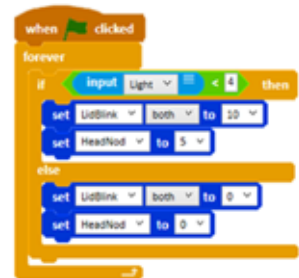 when clicked
forever
if input Light < 4 then
set LidBlink both to 10
set HeadNod to 5
else
set LidBlink both to 0
set HeadNod to 0